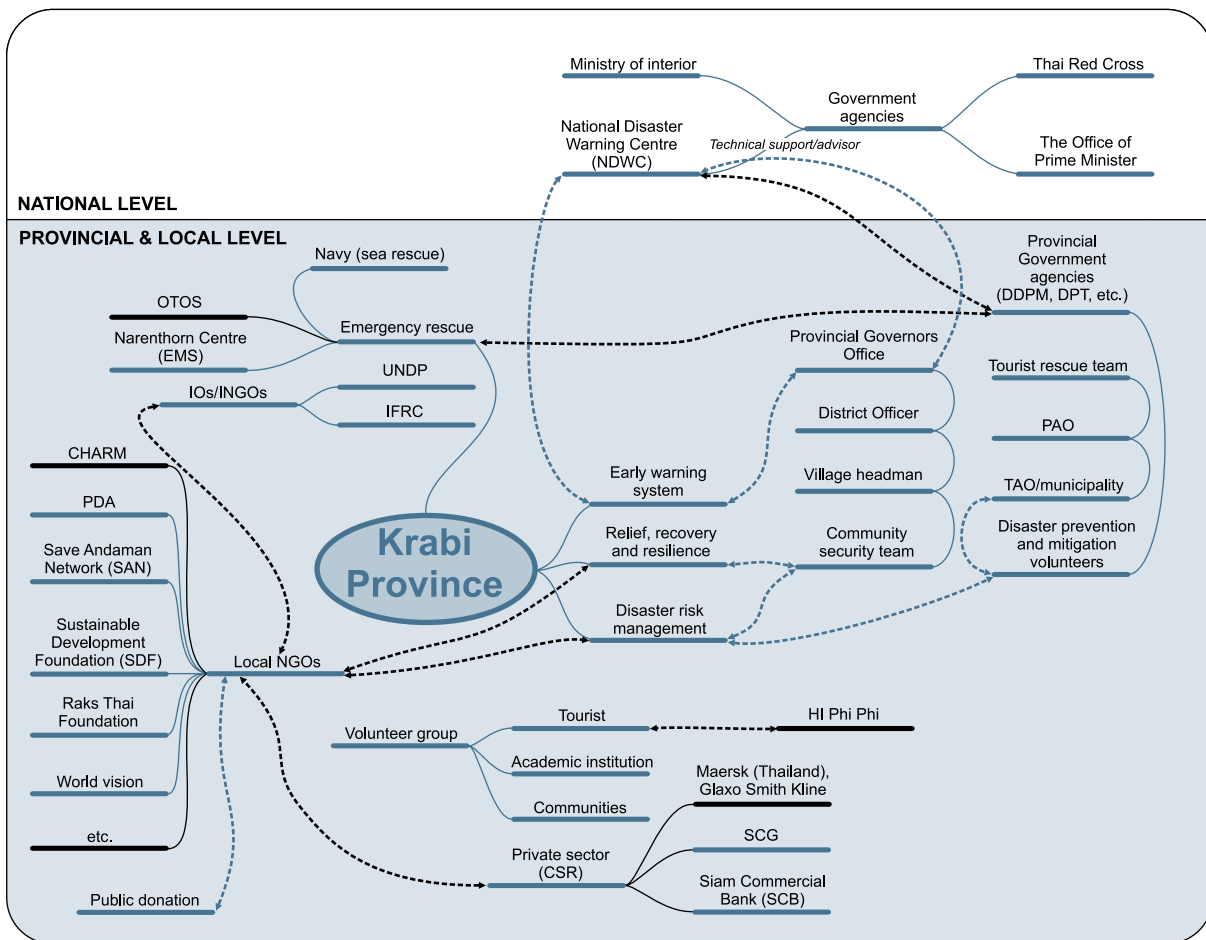 Ministry of interior
Thai Red Cross
Government
agencies
National Disaster
Warning Centre
(NDWC)
Technical support/advisor
The Office of
Prime Minister
NATIONAL LEVEL
PROVINCIAL & LOCAL LEVEL
Navy (sea rescue)
Provincial
Government
agencies
(DDPM, DPT, etc.)
OTOS
Emergency rescue
Narenthorn Centre
(EMS)
Provincial Governors
Office
UNDP
Tourist rescue team
IOs/INGOs
IFRC
District Officer
PAO
CHARM
Early warning
system
Village headman
TAO/municipality
PDA
Krabi
Province
Relief, recovery
and resilience
Community
security team
Disaster prevention
and mitigation
volunteers
Save Andaman
Network (SAN)
Disaster risk
management
Sustainable
Development
Foundation (SDF)
Local NGOs
Raks Thai
Foundation
Tourist
HI Phi Phi
Volunteer group
Academic institution
World vision
Maersk (Thailand),
Glaxo Smith Kline
Communities
etc.
SCG
Private sector
(CSR)
Public donation
Siam Commercial
Bank (SCB)